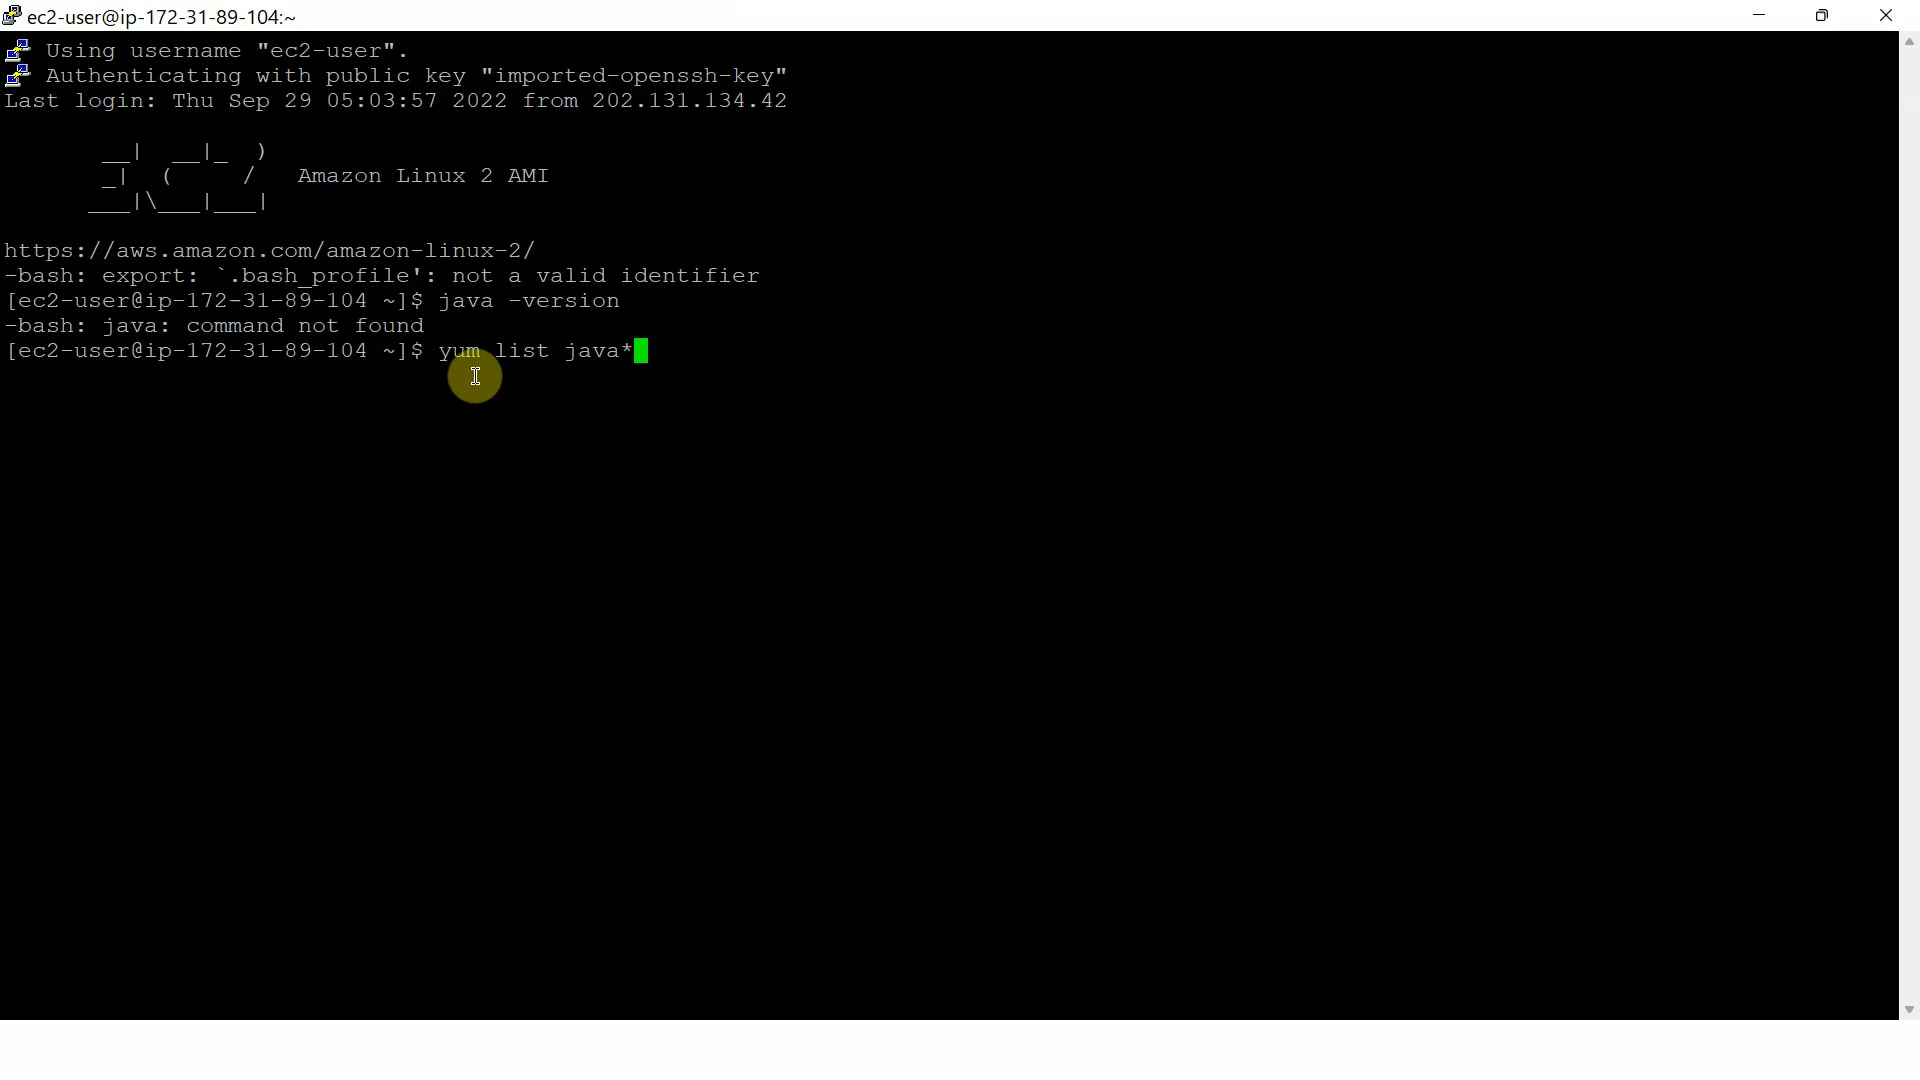 ec2-user@ip-172-31-89-104:~
Using username "ec2-user".
Authenticating with public key "imported-openssh-key"
Last login: Thu Sep 29 05:03:57 2022 from 202.131.134.42
       __|  __|_  )
       _|  (     /   Amazon Linux 2 AMI
      ___|\___|___|
https://aws.amazon.com/amazon-linux-2/
-bash: export: `.bash_profile': not a valid identifier
[ec2-user@ip-172-31-89-104 ~]$ java -version
-bash: java: command not found
[ec2-user@ip-172-31-89-104 ~]$ yum list java*